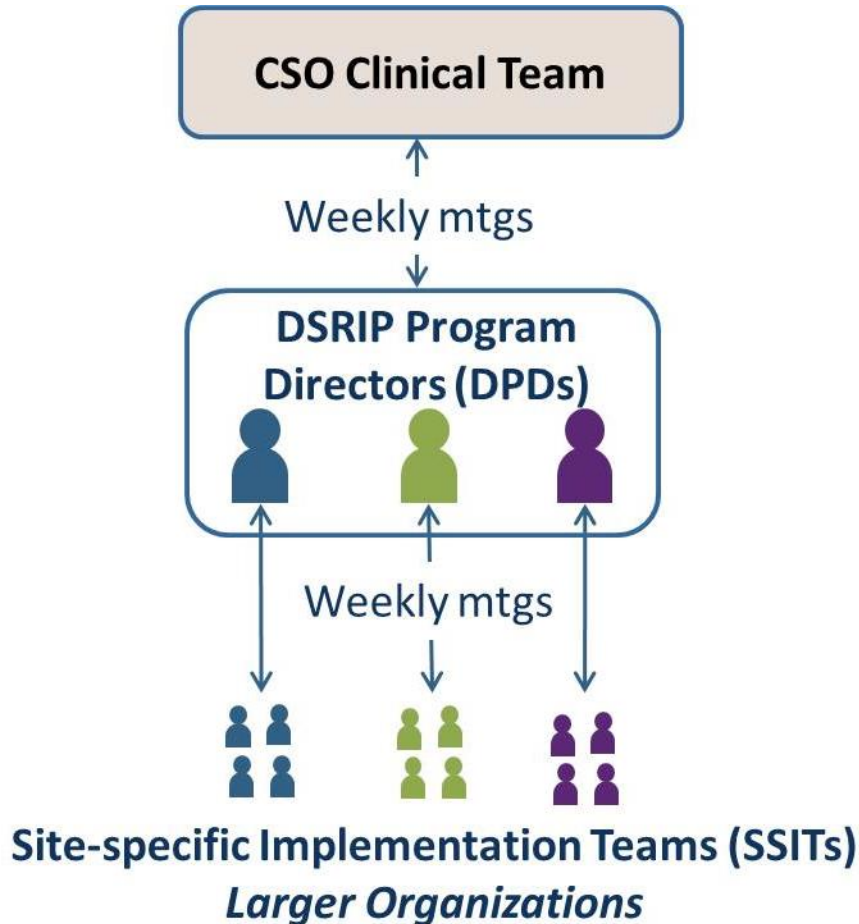 CSO Clinical Team
Weekly mtgs
DSRIP Program
Directors (DPDs)
Weekly mtgs
Site-specific Implementation Teams (SSITs)
Larger Organizations